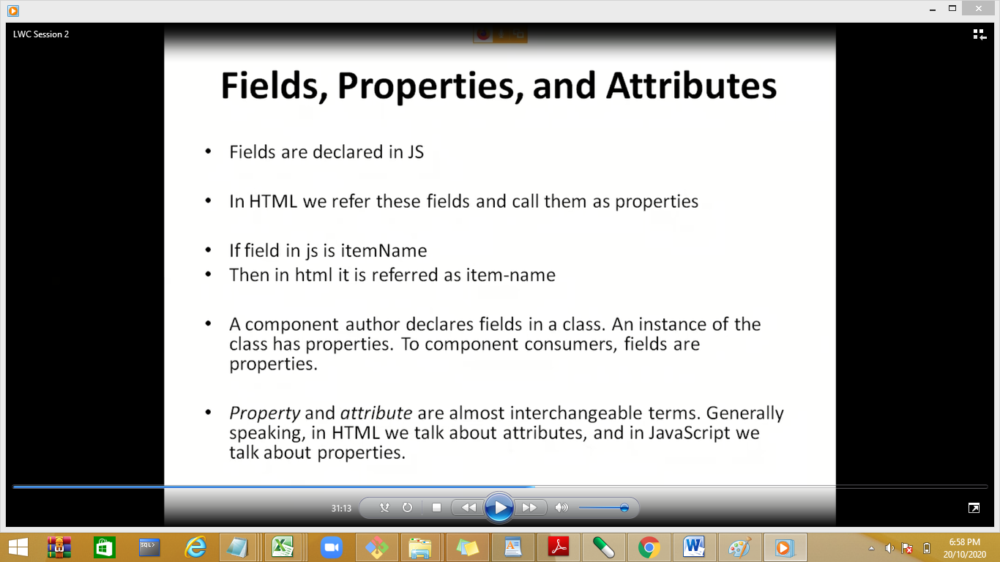 LWC Session 2
Fields, Properties, and Attributes
• Fields are declared in JS
• In HTML we refer these fields and call them as properties
• If field in js is itemName
• Then in html it is referred as item-name
• A component author declares fields in a class. An instance of the
class has properties. To component consumers, fields are
properties.
• Property and attribute are almost interchangeable terms. Generally
speaking, in HTML we talk about attributes, and in JavaScript we
talk about properties.
31:13
SQL>
6:58 PM
20/10/2020